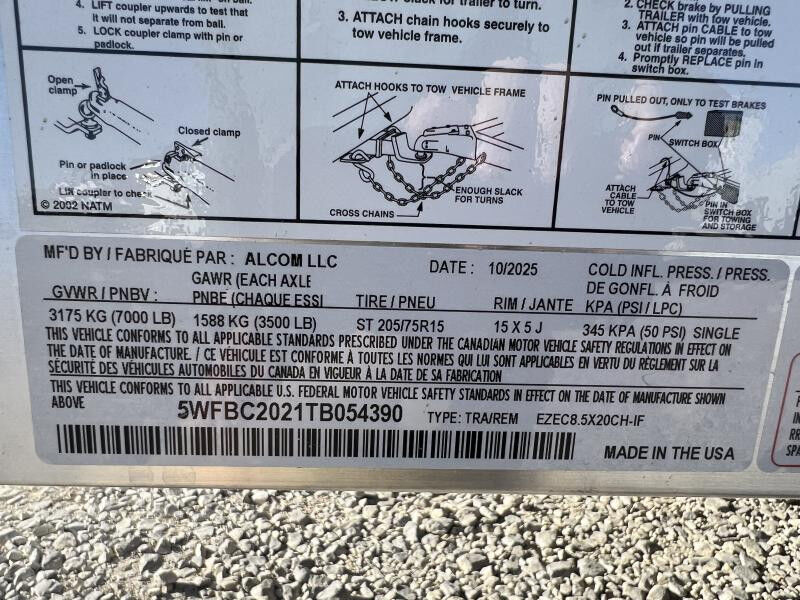 4. LIFT coupler upwards to test that
it will not separate from ball.
5. LOCK coupler clamp with pin or
padlock.
slack for trailer to turn.
3. ATTACH chain hooks securely to
tow vehicle frame.
2. CHECK brake by PULLING
TRAILER with tow vehicle.
3. ATTACH pin CABLE to tow
vehicle so pin will be pulled
out if trailer separates.
4. Promptly REPLACE pin in
switch box.
Open
clamp
Closed clamp
Pin or padlock
in place
Lift coupler to check
© 2002 NATM
ATTACH HOOKS TO TOW VEHICLE FRAME
ENOUGH SLACK
FOR TURNS
CROSS CHAINS
PIN PULLED OUT, ONLY TO TEST BRAKES
PIN
SWITCH BOX
ATTACH
CABLE
TO TOW
VEHICLE
PIN IN
SWITCH BOX
FOR TOWING
AND STORAGE
MF'D BY / FABRIQUÉ PAR : ALCOM LLC
DATE : 10/2025
COLD INFL. PRESS. / PRESS.
DE GONFL. À FROID
KPA (PSI / LPC)
GVWR / PNBV :
GAWR (EACH AXLE
PNBE (CHAQUE ESSI
TIRE / PNEU
RIM / JANTE
3175 KG (7000 LB) 1588 KG (3500 LB) ST 205/75R15 15 X 5 J 345 KPA (50 PSI) SINGLE
THIS VEHICLE CONFORMS TO ALL APPLICABLE STANDARDS PRESCRIBED UNDER THE CANADIAN MOTOR VEHICLE SAFETY REGULATIONS IN EFFECT ON
THE DATE OF MANUFACTURE. / CE VÉHICULE EST CONFORME À TOUTES LES NORMES QUI LUI SONT APPLICABLES EN VERTU DU RÉGLEMENT SUR LA
SÉCURITÉ DES VÉHICULES AUTOMOBILES DU CANADA EN VIGUEUR À LA DATE DE SA FABRICATION
THIS VEHICLE CONFORMS TO ALL APPLICABLE U.S. FEDERAL MOTOR VEHICLE SAFETY STANDARDS IN EFFECT ON THE DATE OF MANUFACTURE SHOWN
ABOVE
5WFBC2021TB054390 TYPE: TRA/REM EZEC8.5X20CH-IF
MADE IN THE USA